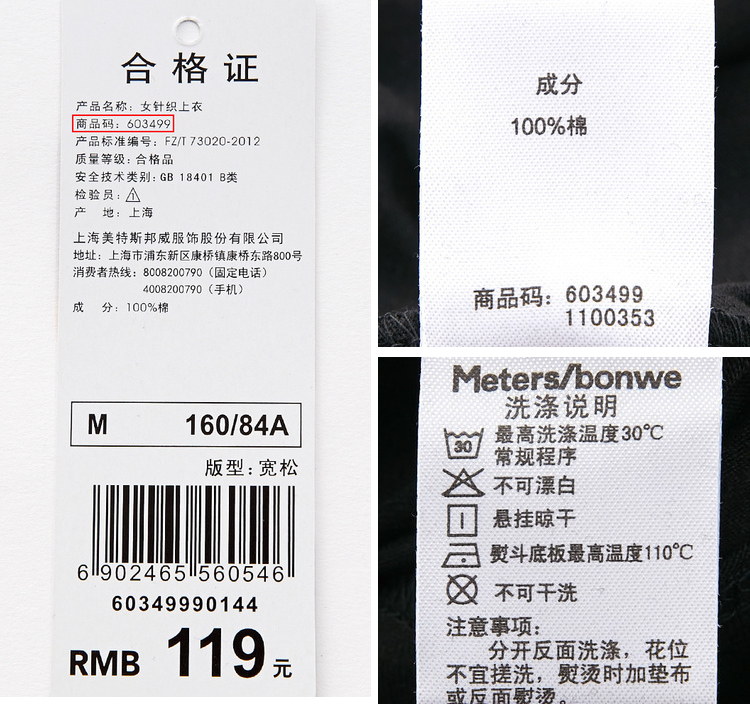 合格证
产品名称: 女针织上衣
商品码: 603499
产品标准编号: FZ/T 73020-2012
质量等级: 合格品
安全技术类别: GB 18401 B类
检验员: 1
产 地: 上海
上海美特斯邦威服饰股份有限公司
地址: 上海市浦东新区康桥镇康桥东路800号
消费者热线: 8008200790 (固定电话)
4008200790 (手机)
成 分: 100%棉
M 160/84A
版型: 宽松
6 902465 560546
60349990144
RMB 119元
成分
100%棉
商品码: 603499
1100353
Meters/bonwe
洗涤说明
30 最高洗涤温度30℃
常规程序
不可漂白
悬挂晾干
熨斗底板最高温度110℃
不可干洗
注意事项:
分开反面洗涤, 花位
不宜搓洗, 熨烫时加垫布
或反面熨烫。